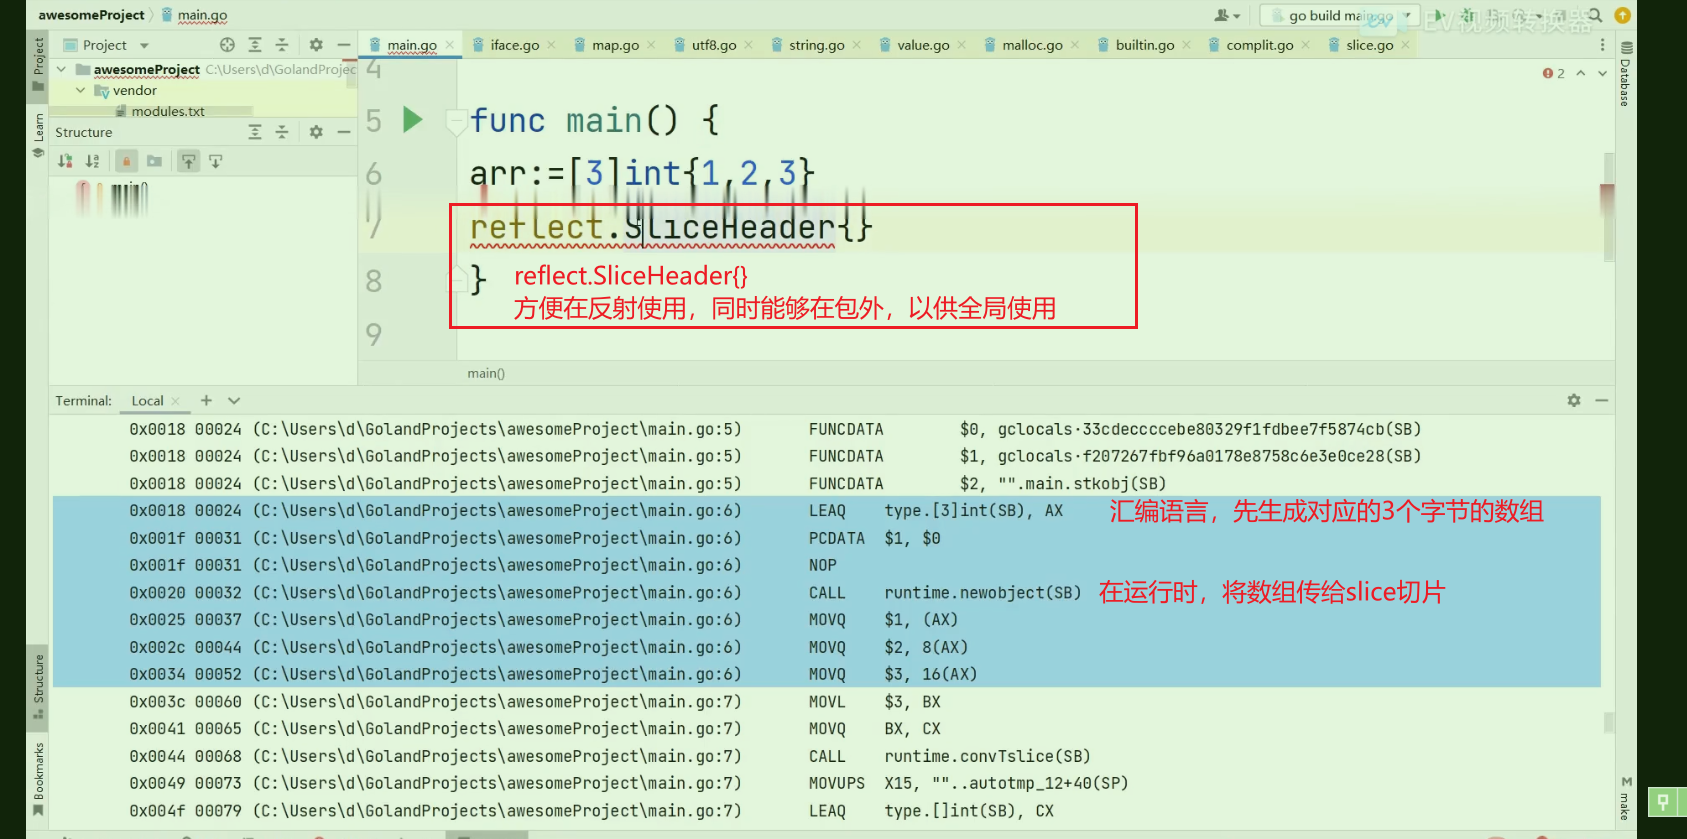 awesomeProject main.go
go build main.go
EV视频转换器
Project
main.go iface.go map.go utf8.go string.go value.go malloc.go builtin.go complit.go slice.go
awesomeProject C:\Users\d\GolandProjec
vendor
modules.txt
Structure
Project
Learn
Structure
Bookmarks
Database
make
2
4
5 func main() {
6 arr:=[3]int{1,2,3}
7 reflect.SliceHeader{}
8 }
9
reflect.SliceHeader{}
方便在反射使用，同时能够在包外，以供全局使用
main()
Terminal: Local
0x0018 00024 (C:\Users\d\GolandProjects\awesomeProject\main.go:5) FUNCDATA $0, gclocals·33cdeccccebe80329f1fdbee7f5874cb(SB)
0x0018 00024 (C:\Users\d\GolandProjects\awesomeProject\main.go:5) FUNCDATA $1, gclocals·f207267fbf96a0178e8758c6e3e0ce28(SB)
0x0018 00024 (C:\Users\d\GolandProjects\awesomeProject\main.go:5) FUNCDATA $2, "".main.stkobj(SB)
0x0018 00024 (C:\Users\d\GolandProjects\awesomeProject\main.go:6) LEAQ type.[3]int(SB), AX 汇编语言，先生成对应的3个字节的数组
0x001f 00031 (C:\Users\d\GolandProjects\awesomeProject\main.go:6) PCDATA $1, $0
0x001f 00031 (C:\Users\d\GolandProjects\awesomeProject\main.go:6) NOP
0x0020 00032 (C:\Users\d\GolandProjects\awesomeProject\main.go:6) CALL runtime.newobject(SB) 在运行时，将数组传给slice切片
0x0025 00037 (C:\Users\d\GolandProjects\awesomeProject\main.go:6) MOVQ $1, (AX)
0x002c 00044 (C:\Users\d\GolandProjects\awesomeProject\main.go:6) MOVQ $2, 8(AX)
0x0034 00052 (C:\Users\d\GolandProjects\awesomeProject\main.go:6) MOVQ $3, 16(AX)
0x003c 00060 (C:\Users\d\GolandProjects\awesomeProject\main.go:7) MOVL $3, BX
0x0041 00065 (C:\Users\d\GolandProjects\awesomeProject\main.go:7) MOVQ BX, CX
0x0044 00068 (C:\Users\d\GolandProjects\awesomeProject\main.go:7) CALL runtime.convTslice(SB)
0x0049 00073 (C:\Users\d\GolandProjects\awesomeProject\main.go:7) MOVUPS X15, ""..autotmp_12+40(SP)
0x004f 00079 (C:\Users\d\GolandProjects\awesomeProject\main.go:7) LEAQ type.[]int(SB), CX